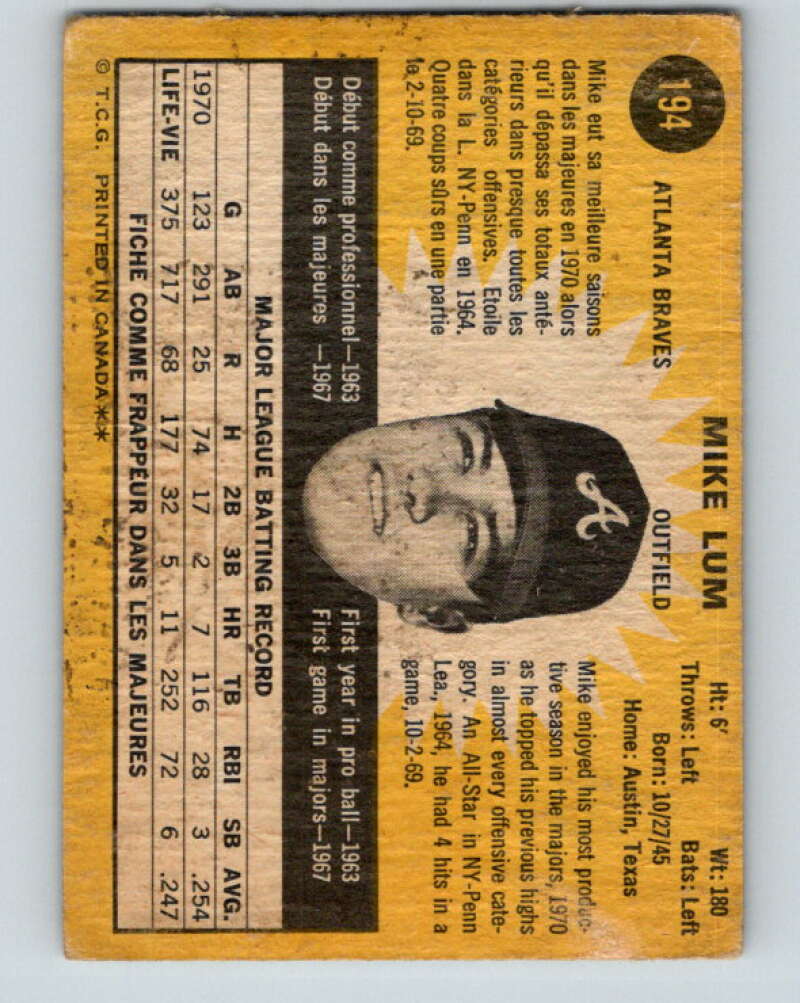 194
MIKE LUM
Ht: 6′ Wt: 180
Throws: Left Bats: Left
ATLANTA BRAVES OUTFIELD
Born: 10/27/45
Home: Austin, Texas
Mike eut sa meilleure saisons
dans les majeures en 1970 alors
qu'il dépassa ses totaux anté-
rieurs dans presque toutes les
catégories offensives. Etoile
dans la L. NY-Penn en 1964.
Quatre coups sûrs en une partie
le 2-10-69.
Mike enjoyed his most produc-
tive season in the majors, 1970
as he topped his previous highs
in almost every offensive cate-
gory. An All-Star in NY-Penn
Lea., 1964, he had 4 hits in a
game, 10-2-69.
A
Début comme professionnel—1963
Début dans les majeures —1967
First year in pro ball—1963
First game in majors—1967
MAJOR LEAGUE BATTING RECORD
G AB R H 2B 3B HR TB RBI SB AVG.
1970 123 291 25 74 17 2 7 116 28 3 .254
LIFE-VIE 375 717 68 177 32 5 11 252 72 6 .247
FICHE COMME FRAPPEUR DANS LES MAJEURES
© T.C.G. PRINTED IN CANADA **